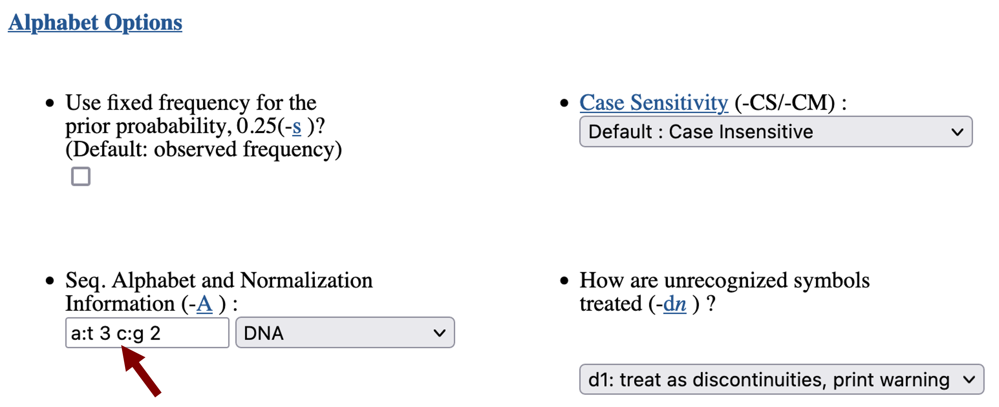 Alphabet Options
Use fixed frequency for the
prior proabability, 0.25(-s )?
(Default: observed frequency)
Case Sensitivity (-CS/-CM) :
Default : Case Insensitive
Seq. Alphabet and Normalization
Information (-A ) :
a:t 3 c:g 2
DNA
How are unrecognized symbols
treated (-dn ) ?
d1: treat as discontinuities, print warning